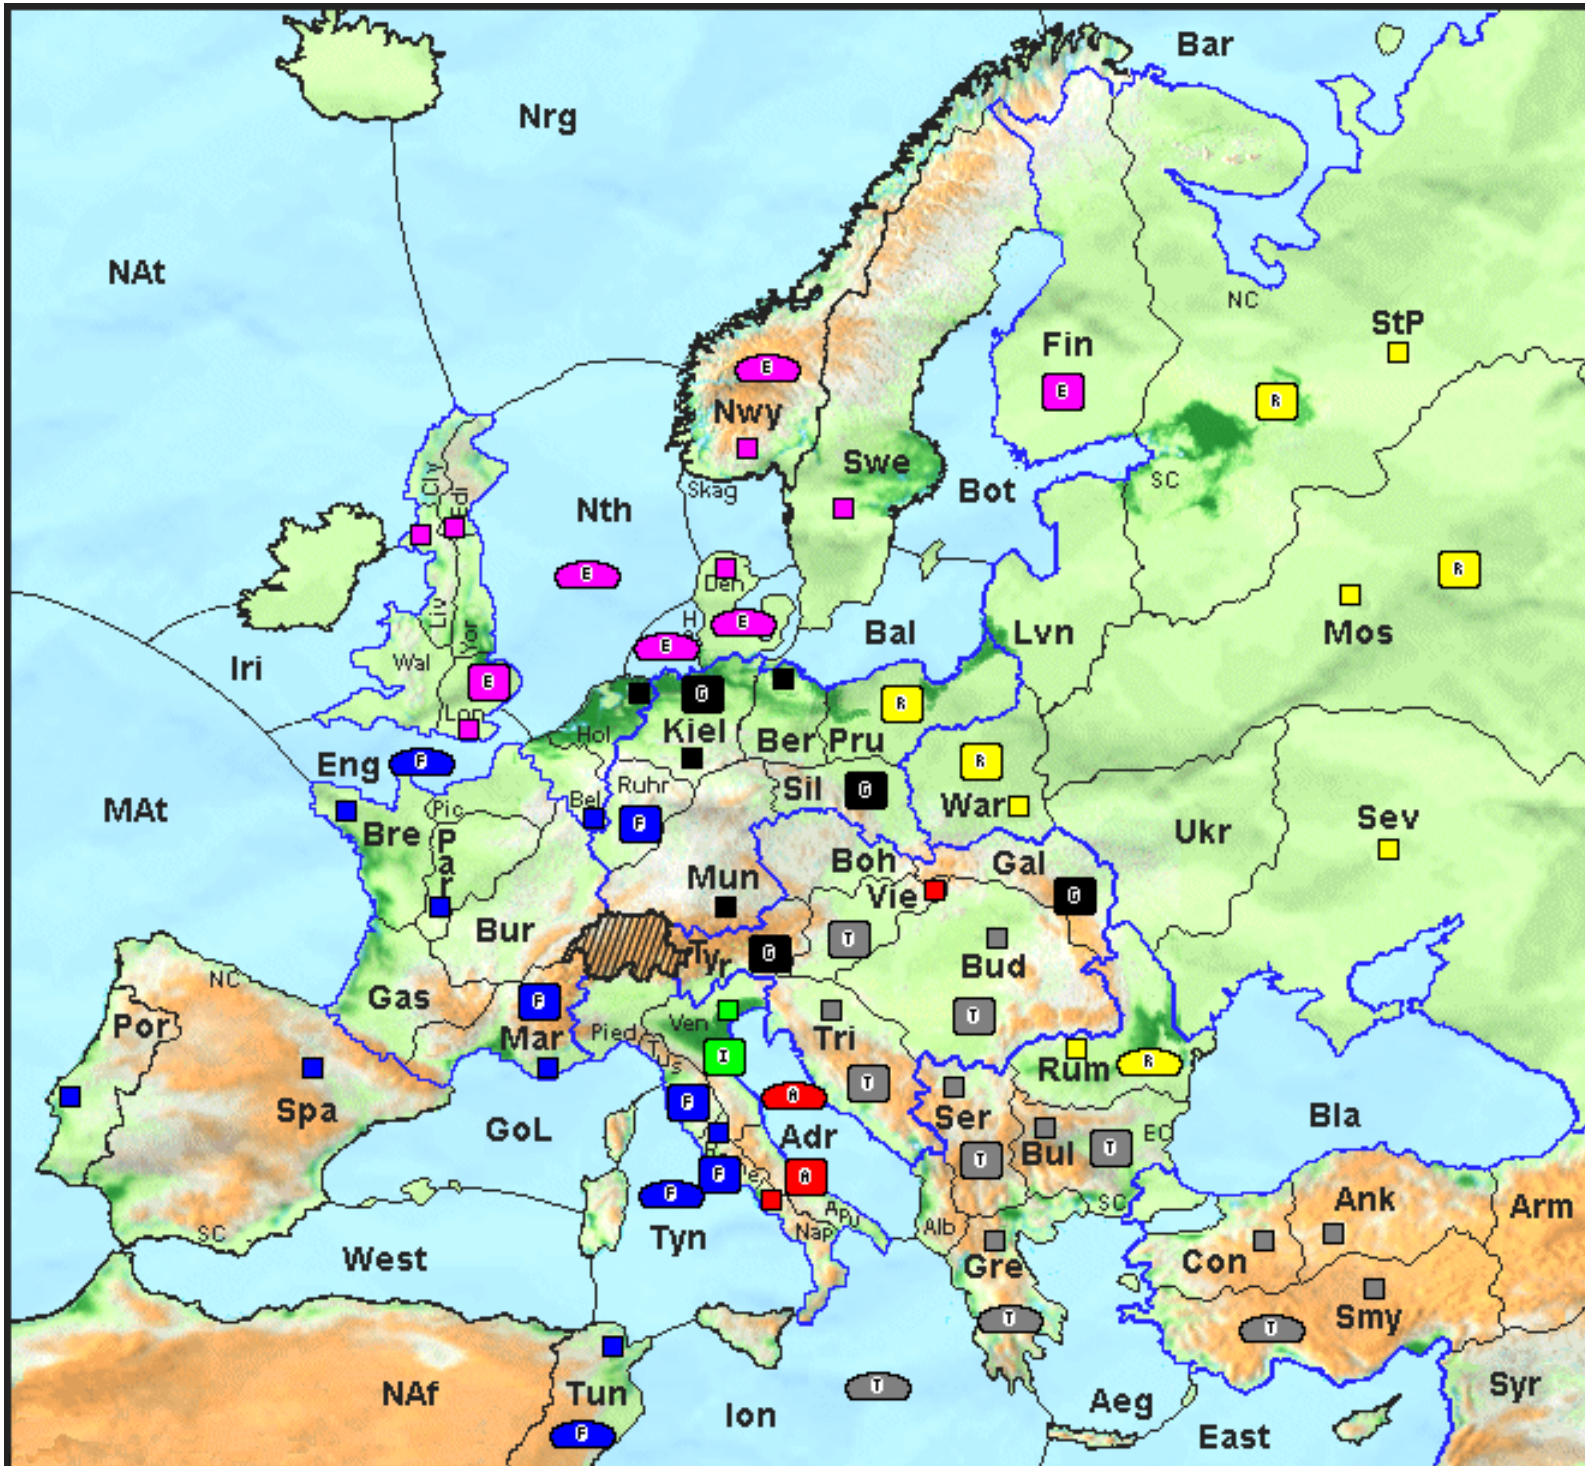 Bar
Nrg
NAt
NC
StP
Fin
E
E
R
Nwy
Swe
Cly
Edi
Skag
Bot
SC
Nth
R
E
Den
Liv
Yor
H
E
Bal
Lvn
Mos
Iri
Wal
E
E
G
R
Lon
Kiel
Ber
Pru
Hol
Eng
F
R
Ruhr
Sil
G
War
MAt
Pic
Bel
F
Bre
Par
Ukr
Sev
Boh
Gal
Mun
Vie
G
Bur
T
Tyr
G
Bud
NC
Gas
F
Por
Mar
Pied
Ven
Tri
T
Tus
I
Rum
R
T
F
A
Spa
GoL
Adr
Ser
Bla
EC
Bul
T
T
F
A
F
Tyn
Apu
Nap
Alb
SC
Ank
Arm
SC
West
Gre
Con
T
T
Smy
NAf
Tun
T
Ion
Aeg
Syr
F
East